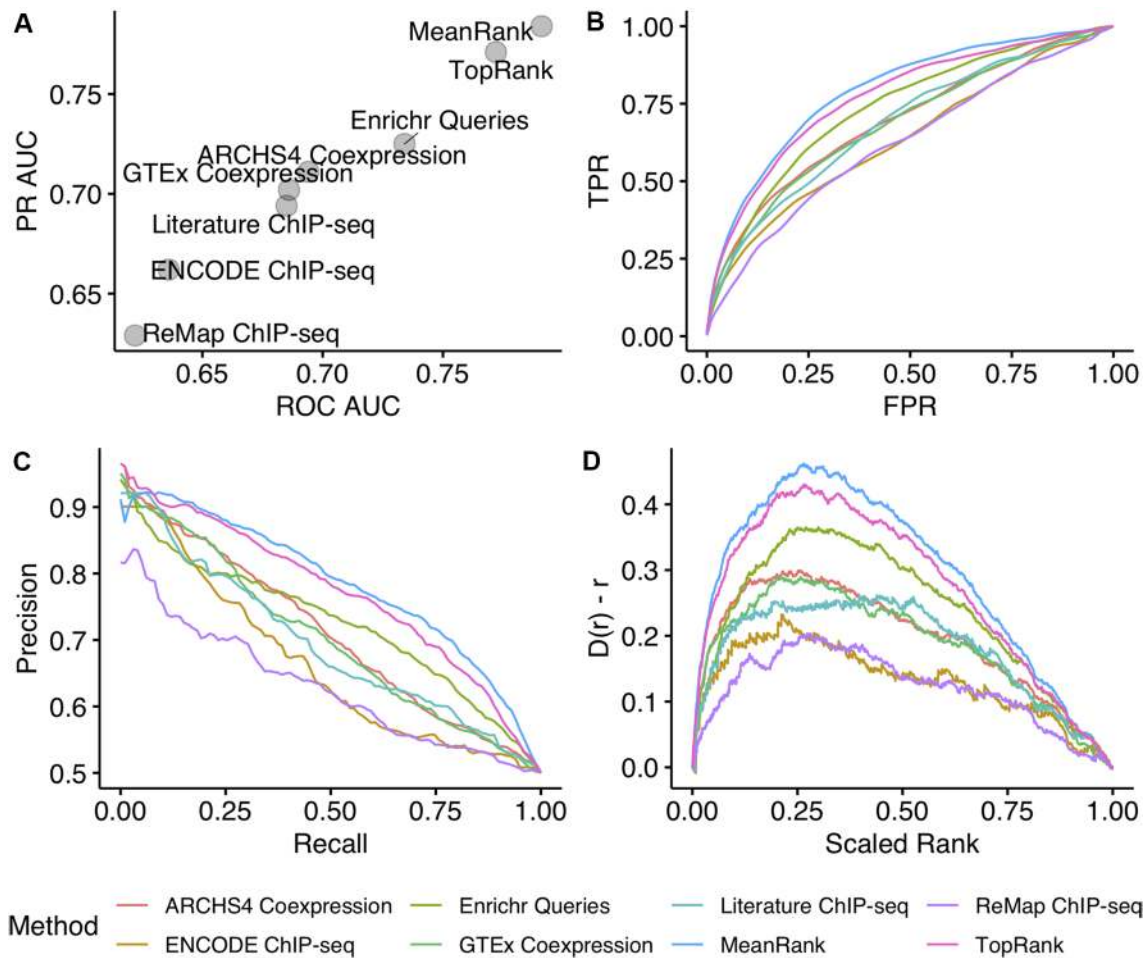 A
PR AUC
0.75
0.70
0.65
MeanRank
TopRank
Enrichr Queries
ARCHS4 Coexpression
GTEx Coexpression
Literature ChIP-seq
ENCODE ChIP-seq
ReMap ChIP-seq
0.65 0.70 0.75
ROC AUC
B
TPR
1.00
0.75
0.50
0.25
0.00
0.00 0.25 0.50 0.75 1.00
FPR
C
Precision
0.9
0.8
0.7
0.6
0.5
0.00 0.25 0.50 0.75 1.00
Recall
D
D(r) - r
0.4
0.3
0.2
0.1
0.0
0.00 0.25 0.50 0.75 1.00
Scaled Rank
Method
ARCHS4 Coexpression Enrichr Queries Literature ChIP-seq ReMap ChIP-seq
ENCODE ChIP-seq GTEx Coexpression MeanRank TopRank